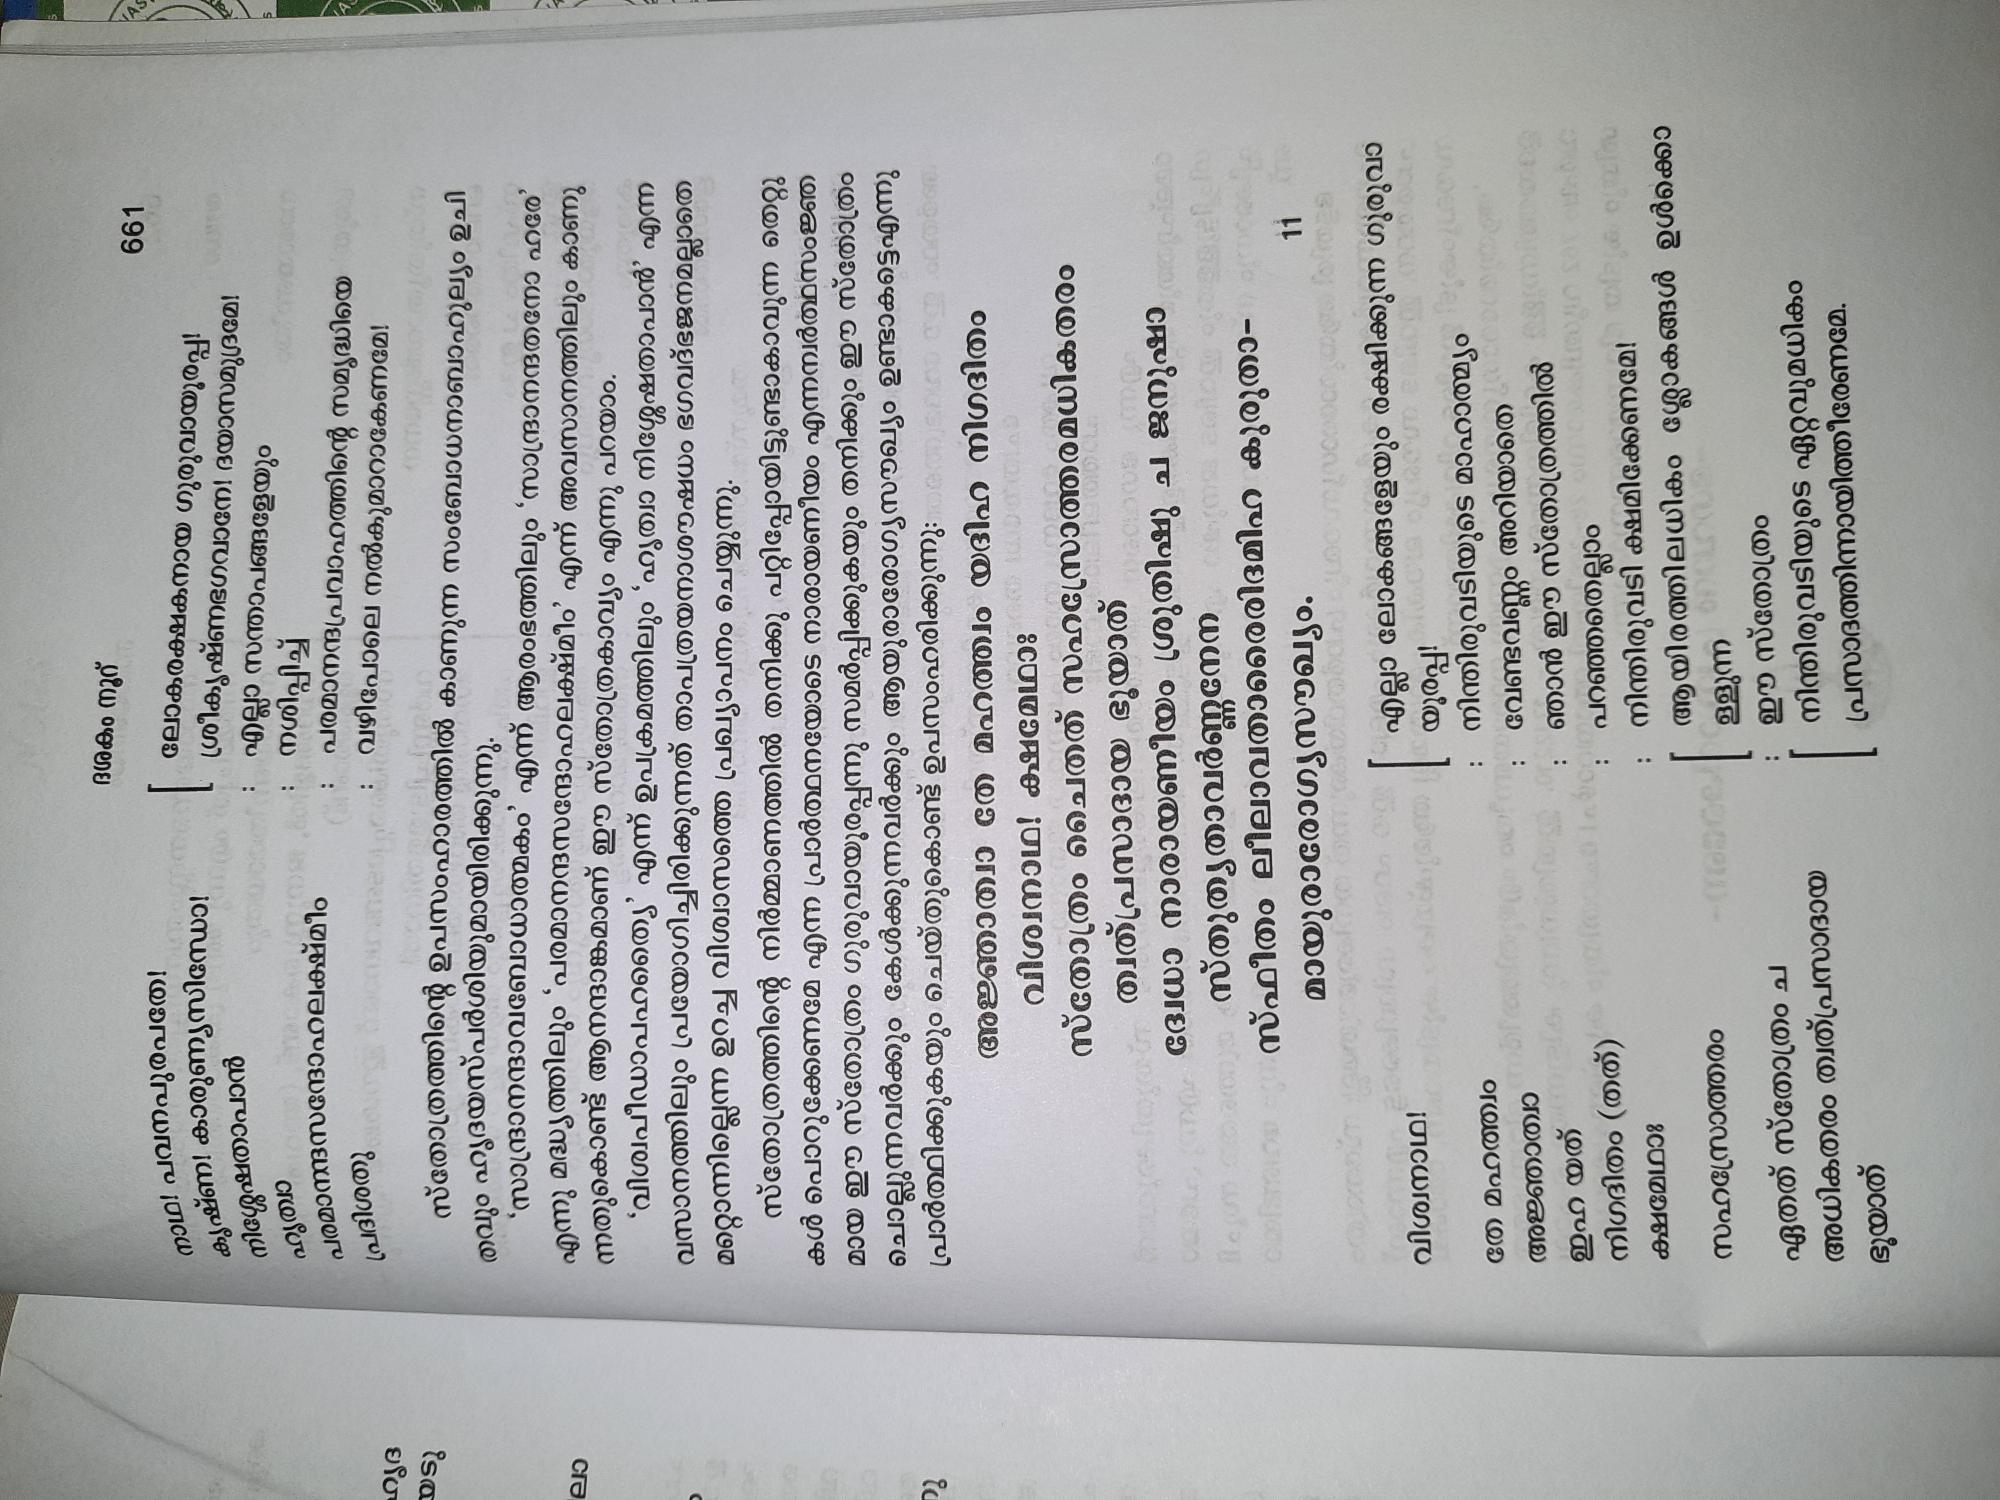 ദശകം നൂറ്
661
നാഥ! പവനപുരപതേ!
കൃഷ്ണ! കാരുണ്യസിന്ധോ!
[ ലോകരക്ഷകനായ ഗുരുവായൂരപ്പ!
ശ്രീകൃഷ്ണഭഗവാനേ! ദയാസമുദ്രമേ!
നിശ്ശേഷതാപാൻ : എല്ലാ സന്താപങ്ങളേയും
ഹൃത്വാ : നശിപ്പിച്ച്
പരമാനന്ദസന്ദോഹലക്ഷ്മീം : പരമാനന്ദപ്രവാഹത്തിന്റെ സമൃദ്ധിയെ
പ്രദിശതു : വഴിപോലെ നൽകുമാറാകേണമേ!
സ്തോത്രത്തിന്റെ ഉപസംഹാരത്തിൽ കാണുന്ന സംബോധനാബാഹുല്യം ഉചി
തവും ഹൃദയസ്പർശിയുമായിരിക്കുന്നു.
‘സാന്ദ്രാനന്ദാവബോധാത്മകം’ എന്ന് ആരംഭത്തിലും ‘സാന്ദ്രാനന്ദതനോ ഹരേ’
എന്നു മദ്ധ്യത്തിലും ‘പരമാനന്ദസന്ദോഹലക്ഷ്മീം’ എന്ന് അവസാനത്തിലും കാണു
ന്നതുകൊണ്ട് ആനന്ദാങ്കമാണ് ഈ സ്തോത്രകാവ്യം എന്നു പറയാം.
‘വിശ്വപീഡാപഹത്യൈ’ എന്ന് ഉപക്രമത്തിലും ‘ഹൃത്വാ നിശ്ശേഷതാപാൻ’ എന്ന
വസാനത്തിലും പ്രയോഗിച്ചിരിക്കുന്നത് താപത്രയനാശൗഷധം ഭഗവദ്ഭജനമല്ലാതെ
മറ്റൊന്നില്ലെന്ന ഉറച്ച വിശ്വാസത്തെ പ്രഖ്യാപനം ചെയ്യുന്നു.
സ്തോത്രത്തിന്റെ നിർമ്മാണത്തിൽ തനിക്കു പറ്റിപ്പോയിട്ടുണ്ടാകാവുന്ന തെറ്റു
കൾ പൊറുക്കേണമേ എന്ന പ്രാർത്ഥനയോടെ നാരായണീയം എന്നന്വർത്ഥസംജ്ഞ
മായ ഈ സ്തോത്രം ഗുരുവായൂരപ്പന്നു സമർപ്പിക്കുകയും തനിക്കും ഈ സ്തോത്രം
ചൊല്ലുന്നവർക്കും കേൾക്കുന്നവർക്കും ആയുരാരോഗ്യസൗഖ്യം ഉണ്ടാകട്ടെഎന്നു
പ്രാർത്ഥിക്കുകയും ചെയ്തുകൊണ്ട് ഉപസംഹരിക്കുന്നു:
അജ്ഞാത്വാ തേ മഹത്ത്വം യദിഹ നിഗദിതം
വിശ്വനാഥ! ക്ഷമേഥാഃ
സ്തോത്രം ചൈതത് സഹസ്രോത്തരമധികതരം
ത്വത്പ്രസാദായ ഭൂയാത്
ദ്വേധാ നാരായണീയം ശ്രുതിഷു ച ജനുഷാ
സ്തുത്യതാവർണ്ണനേന
സ്ഫീതം ലീലാവതാരൈരിദമിഹ കുരുതാ-
മായുരാരോഗ്യസൗഖ്യം. 11
വിശ്വനാഥ! [ എല്ലാ ലോകങ്ങളേയും രക്ഷിക്കുന്ന ഗുരുവാ
യൂരപ്പ!
തേ മഹത്ത്വം : നിന്തിരുവടിയുടെ മാഹാത്മ്യം
അജ്ഞാത്വാ : വേണ്ടവണ്ണം അറിയാതെ
ഇഹ യത് : ഞാൻ ഈ സ്തോത്രത്തിൽ
നിഗദിതം (തത്) : പറഞ്ഞതെല്ലാം
ക്ഷമേഥാഃ : നിന്തിരുവടി ക്ഷമിക്കേണമേ!
സഹസ്രോത്തരം [ ആയിരത്തിലധികം ശ്ലോകങ്ങൾ ഉൾക്കൊ
ള്ളുന്ന
ഏതത് സ്തോത്രം ച : ഈ സ്തോത്രം
അധികതരം ത്വത്പ്രസാദായ [ നിന്തിരുവടിയുടെ ഏറ്റവുമധികം
ഭൂയാത് പ്രസാദത്തിന്നായിത്തീരേണമേ.